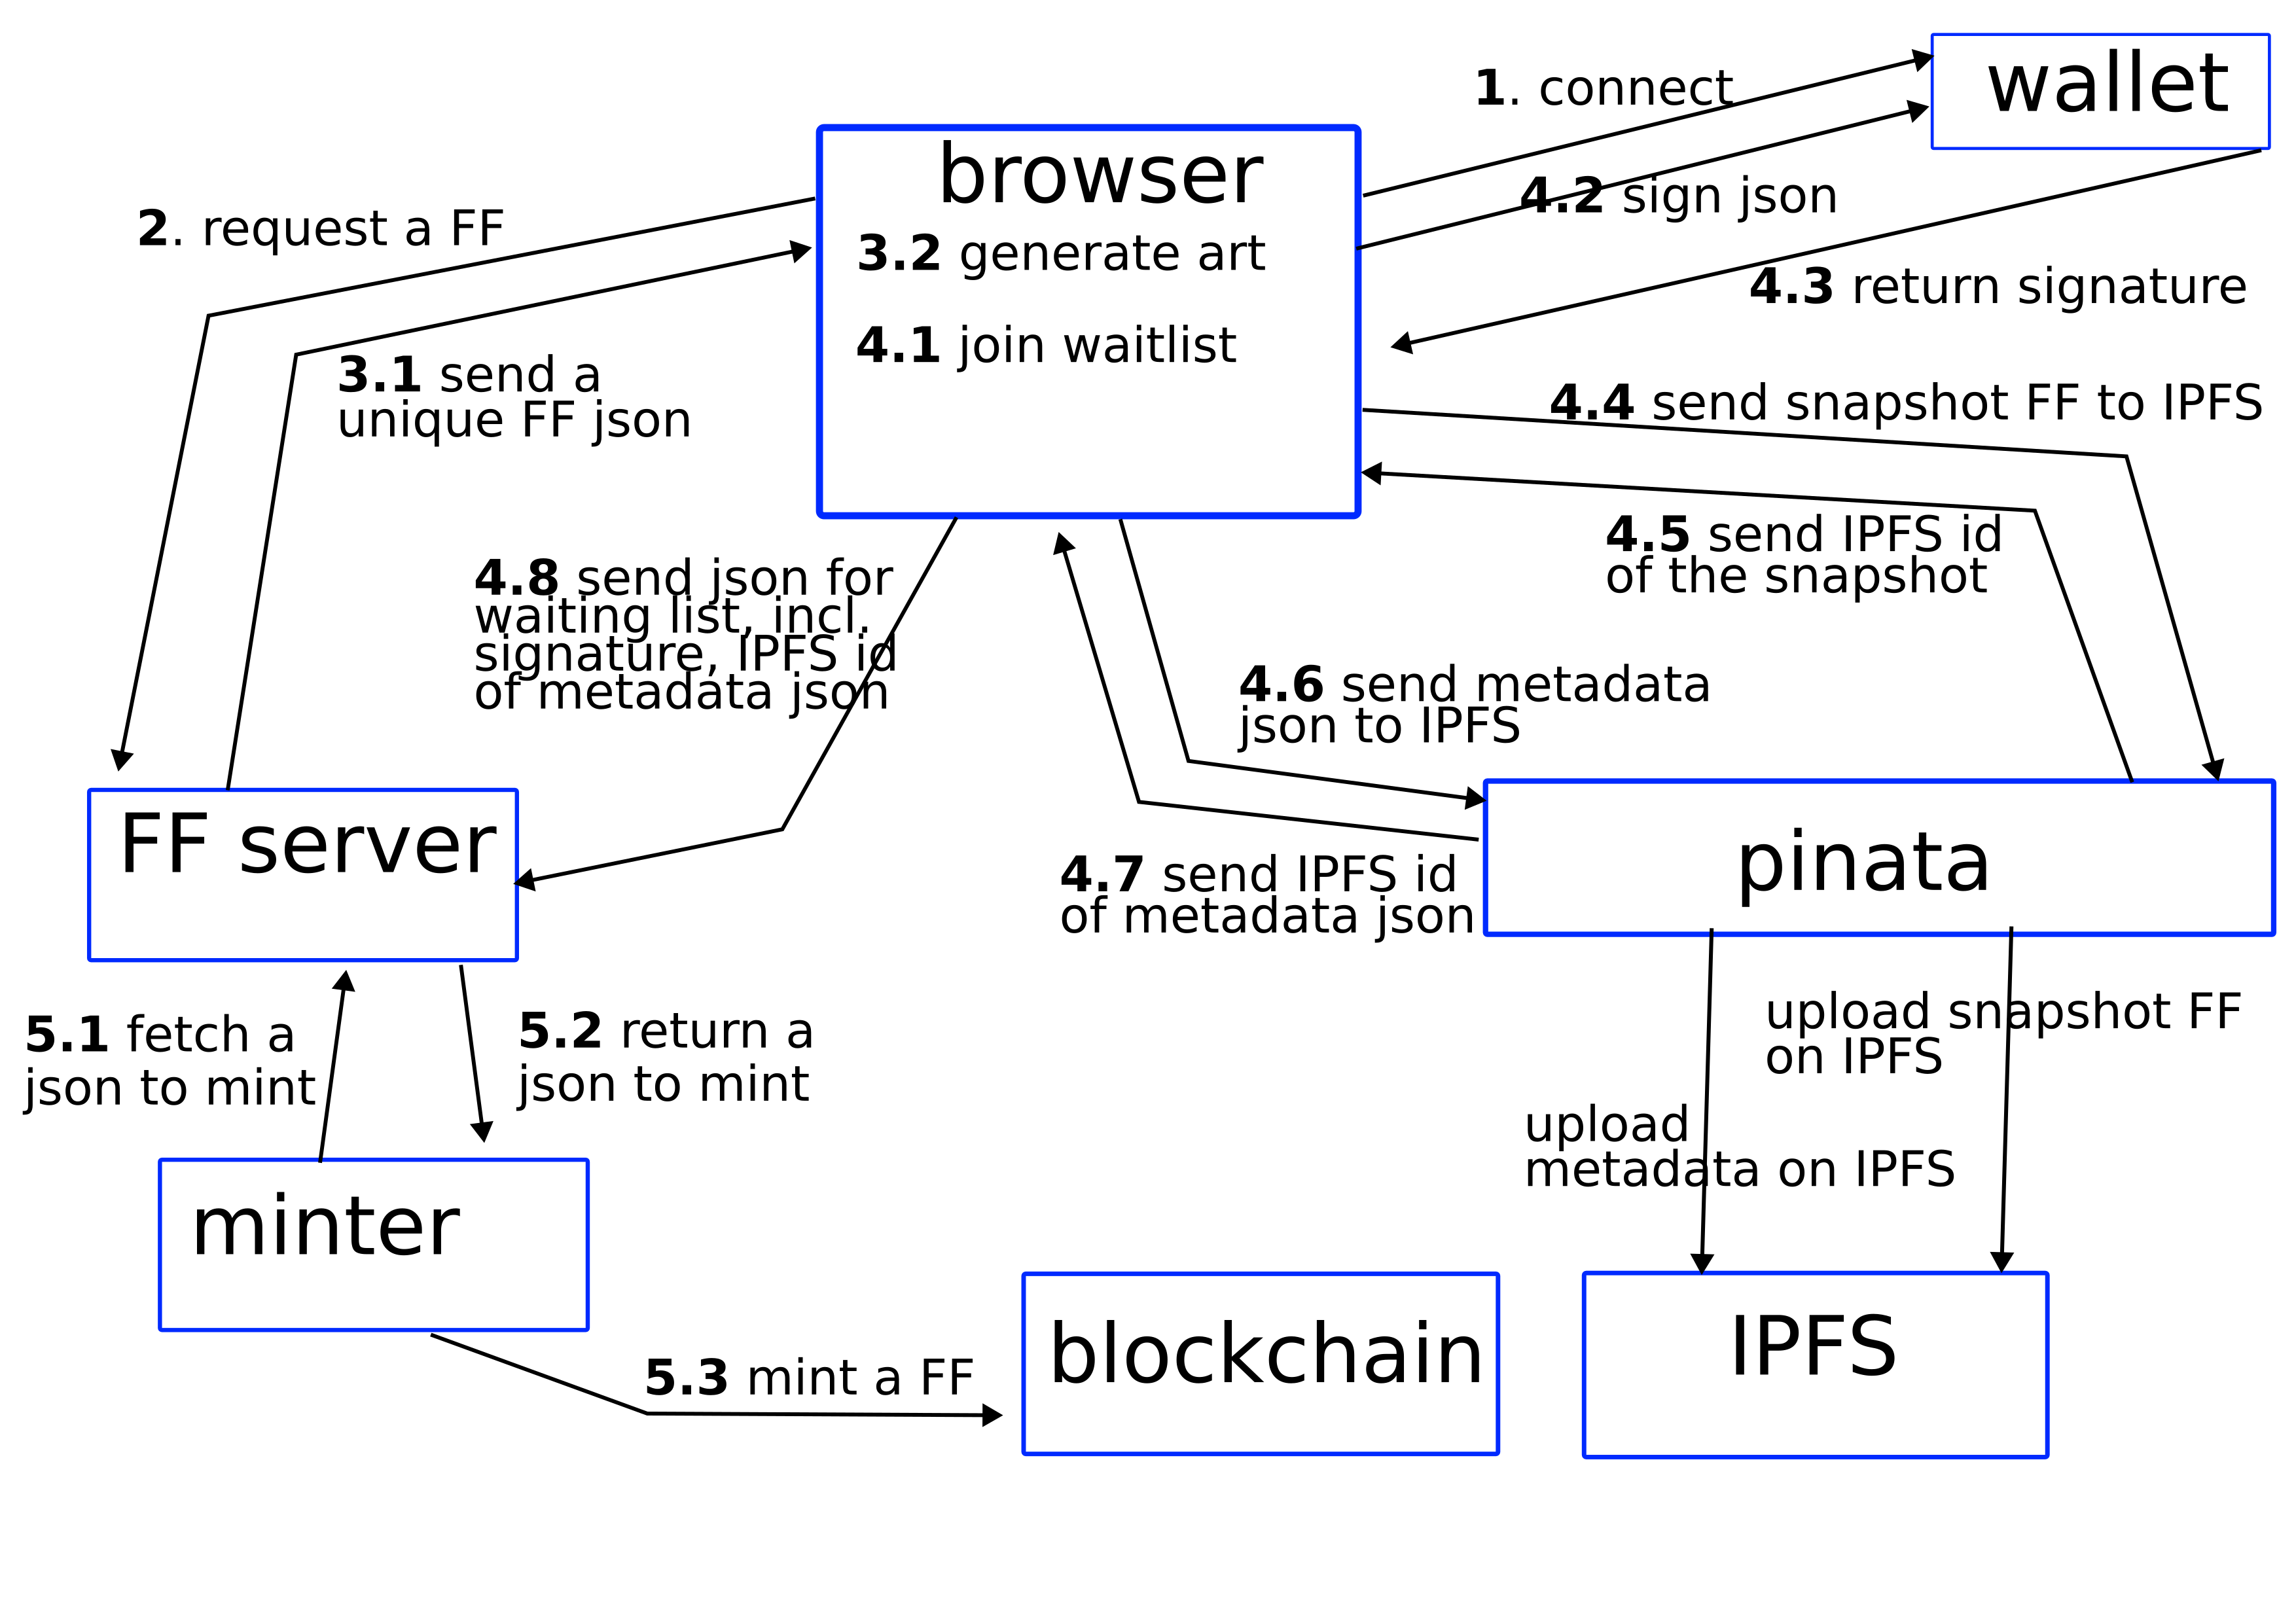 wallet
1. connect
browser
4.2 sign json
2. request a FF
3.2 generate art
4.3 return signature
4.1 join waitlist
3.1 send a
unique FF json
4.4 send snapshot FF to IPFS
4.5 send IPFS id
of the snapshot
4.8 send json for
waiting list, incl.
signature, IPFS id
of metadata json
4.6 send metadata
json to IPFS
FF server
pinata
4.7 send IPFS id
of metadata json
5.1 fetch a
json to mint
5.2 return a
json to mint
upload snapshot FF
on IPFS
upload
metadata on IPFS
minter
blockchain
IPFS
5.3 mint a FF